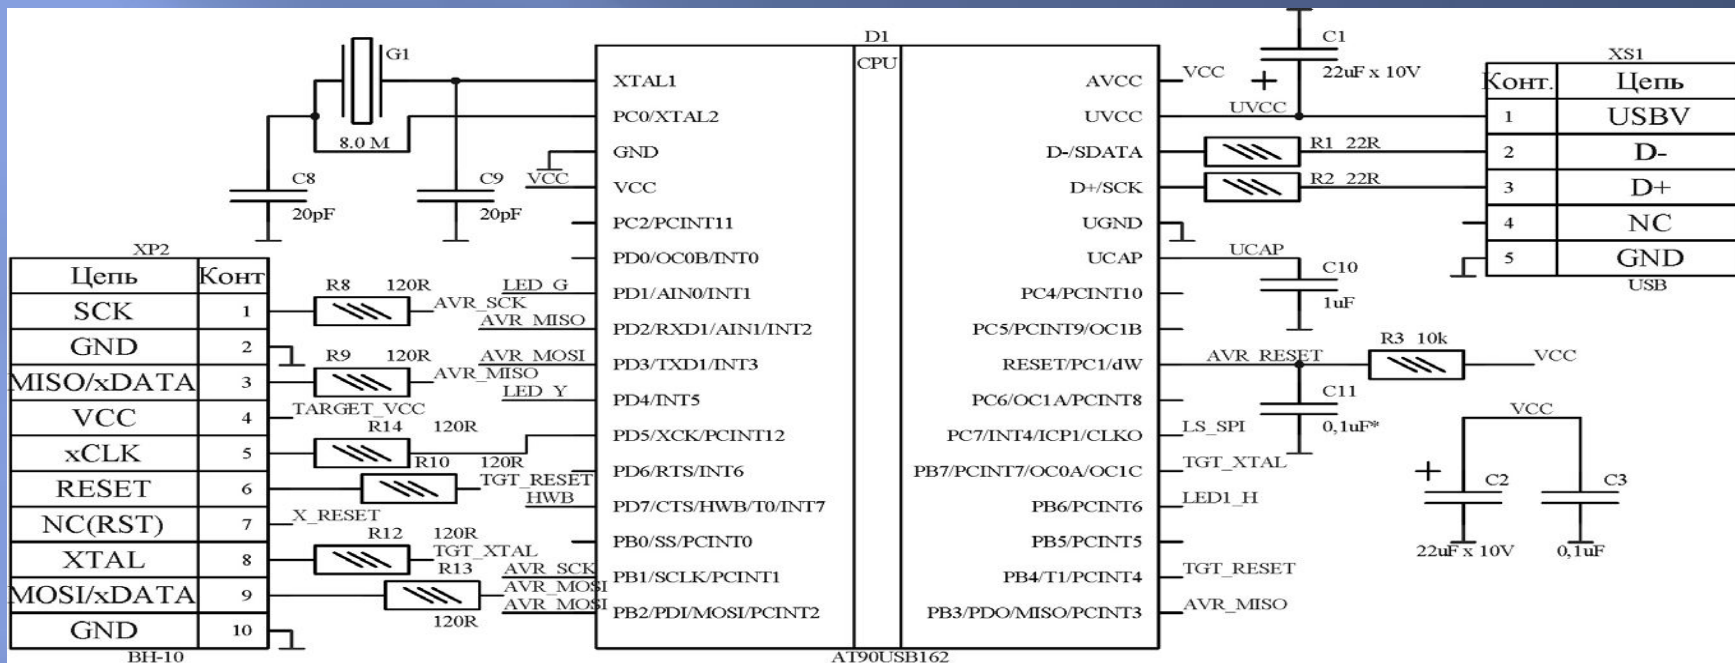 D1
CPU
AT90USB162
XTAL1
PC0/XTAL2
GND
VCC
PC2/PCINT11
PD0/OC0B/INT0
PD1/AIN0/INT1
PD2/RXD1/AIN1/INT2
PD3/TXD1/INT3
PD4/INT5
PD5/XCK/PCINT12
PD6/RTS/INT6
PD7/CTS/HWB/T0/INT7
PB0/SS/PCINT0
PB1/SCLK/PCINT1
PB2/PDI/MOSI/PCINT2
AVCC
UVCC
D-/SDATA
D+/SCK
UGND
UCAP
PC4/PCINT10
PC5/PCINT9/OC1B
RESET/PC1/dW
PC6/OC1A/PCINT8
PC7/INT4/ICP1/CLKO
PB7/PCINT7/OC0A/OC1C
PB6/PCINT6
PB5/PCINT5
PB4/T1/PCINT4
PB3/PDO/MISO/PCINT3
G1
8.0 M
C8
20pF
C9
20pF
VCC
LED_G
AVR_MISO
AVR_MOSI
LED_Y
HWB
AVR_SCK
AVR_MOSI
AVR_MOSI
XP2
Цепь Конт
SCK 1
GND 2
MISO/xDATA 3
VCC 4
xCLK 5
RESET 6
NC(RST) 7
XTAL 8
MOSI/xDATA 9
GND 10
BH-10
R8 120R
AVR_SCK
R9 120R
AVR_MISO
TARGET_VCC
R14 120R
R10 120R
TGT_RESET
X_RESET
R12 120R
TGT_XTAL
R13
120R
VCC
UVCC
+
C1
22uF x 10V
R1 22R
R2 22R
UCAP
C10
1uF
AVR_RESET
R3 10k
VCC
C11
0,1uF*
LS_SPI
TGT_XTAL
LED1_H
TGT_RESET
AVR_MISO
VCC
+
C2
22uF x 10V
C3
0,1uF
XS1
Конт. Цепь
1 USBV
2 D-
3 D+
4 NC
5 GND
USB